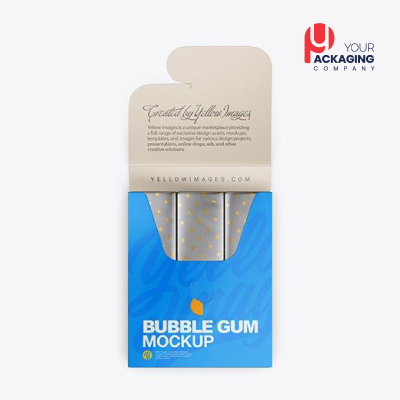 YOUR
PACKAGING
COMPANY
Created by Yellow Images
Yellow Images is a unique marketplace providing
a full range of exclusive design assets, mockups,
templates, and images for various design projects,
presentations, online shops, ads, and other
creative solutions.
YELLOWIMAGES.COM
Yellow
Images
BUBBLE GUM
MOCKUP